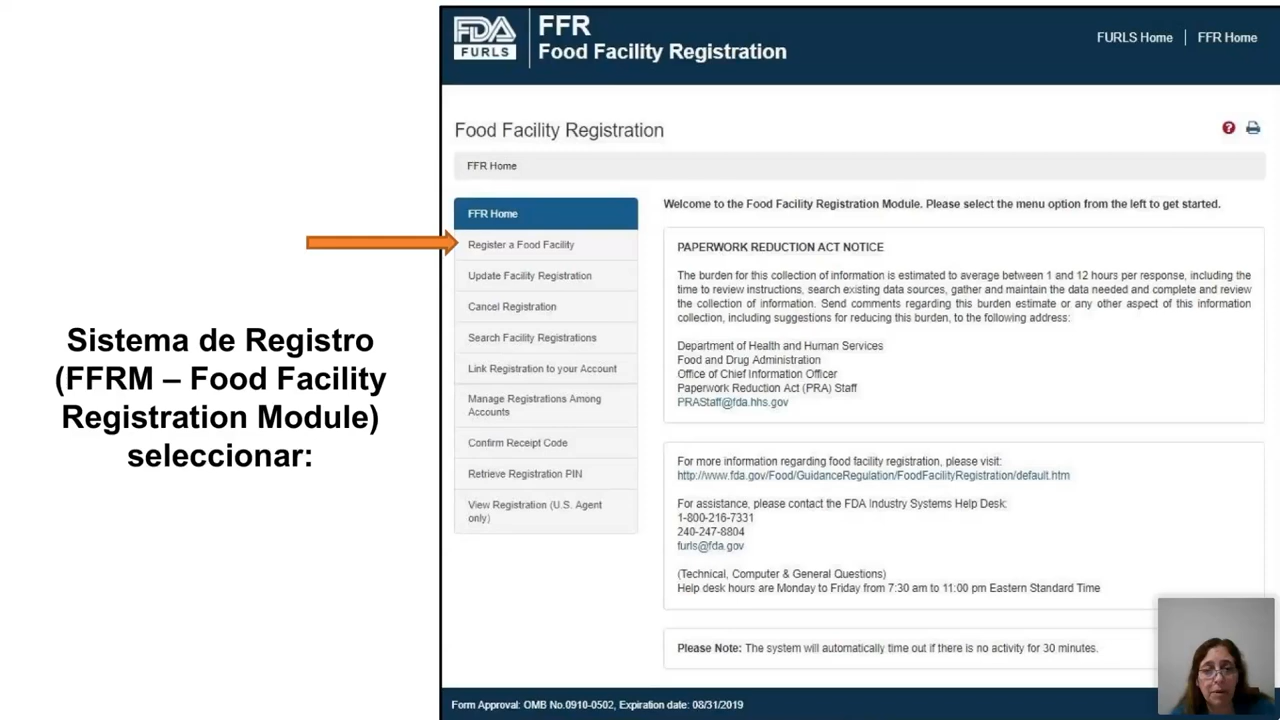 FDA
FURLS
FFR
Food Facility Registration
FURLS Home | FFR Home
Food Facility Registration
?
FFR Home
FFR Home
Register a Food Facility
Update Facility Registration
Cancel Registration
Search Facility Registrations
Link Registration to your Account
Manage Registrations Among
Accounts
Confirm Receipt Code
Retrieve Registration PIN
View Registration (U.S. Agent
only)
Welcome to the Food Facility Registration Module. Please select the menu option from the left to get started.
PAPERWORK REDUCTION ACT NOTICE
The burden for this collection of information is estimated to average between 1 and 12 hours per response, including the
time to review instructions, search existing data sources, gather and maintain the data needed and complete and review
the collection of information. Send comments regarding this burden estimate or any other aspect of this information
collection, including suggestions for reducing this burden, to the following address:
Department of Health and Human Services
Food and Drug Administration
Office of Chief Information Officer
Paperwork Reduction Act (PRA) Staff
PRAStaff@fda.hhs.gov
For more information regarding food facility registration, please visit:
http://www.fda.gov/Food/GuidanceRegulation/FoodFacilityRegistration/default.htm
For assistance, please contact the FDA Industry Systems Help Desk:
1-800-216-7331
240-247-8804
furls@fda.gov
(Technical, Computer & General Questions)
Help desk hours are Monday to Friday from 7:30 am to 11:00 pm Eastern Standard Time
Please Note: The system will automatically time out if there is no activity for 30 minutes.
Form Approval: OMB No.0910-0502, Expiration date: 08/31/2019
Sistema de Registro
(FFRM – Food Facility
Registration Module)
seleccionar: